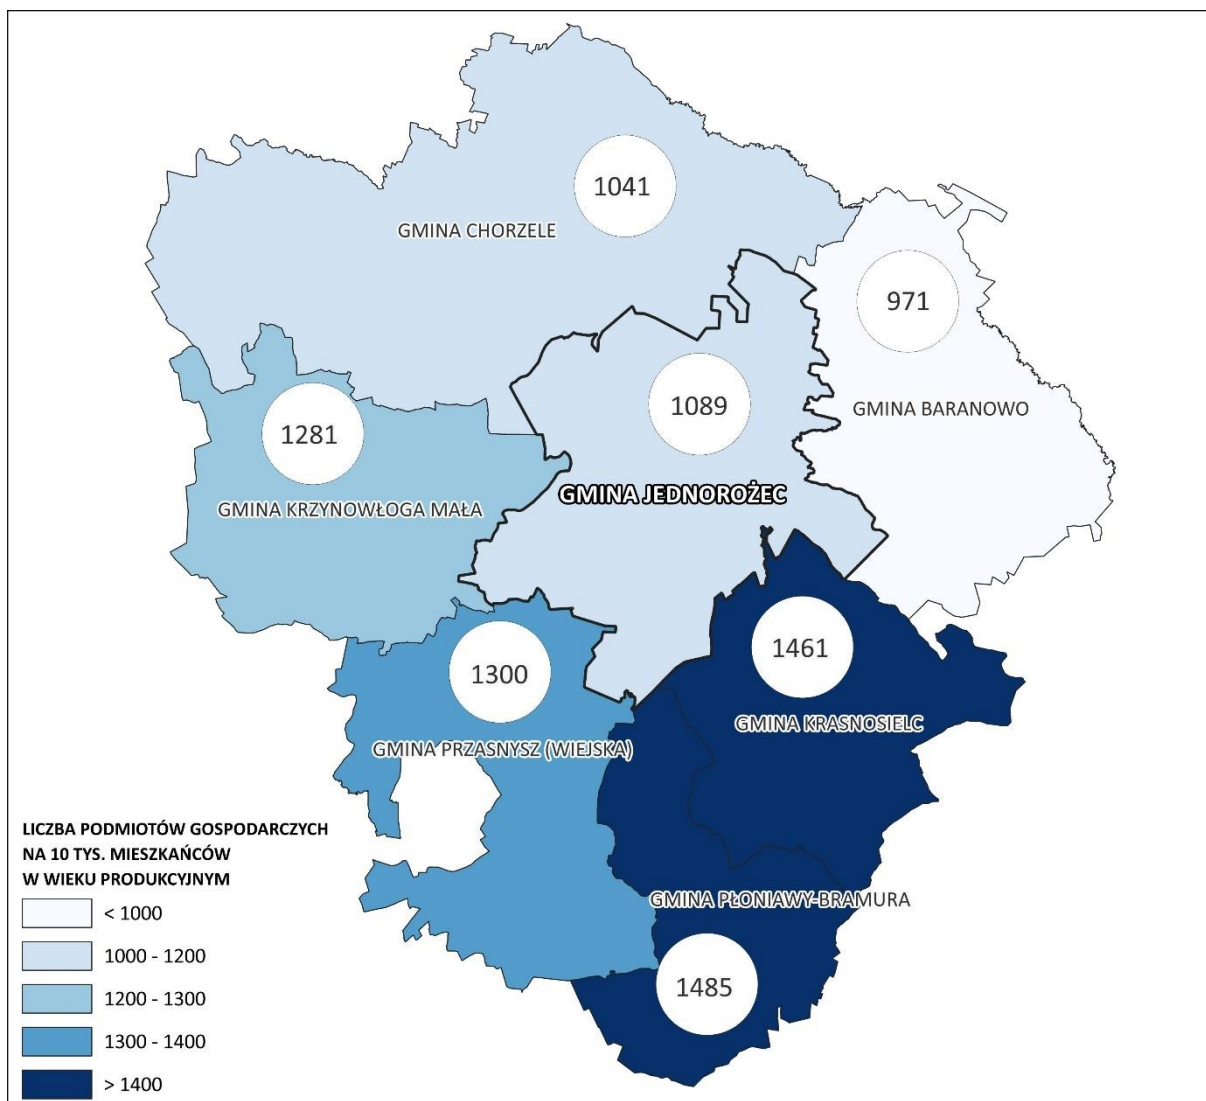 1041
GMINA CHORZELE
971
GMINA BARANOWO
1089
GMINA JEDNOROŻEC
1281
GMINA KRZYNOWŁOGA MAŁA
1300
GMINA PRZASNYSZ (WIEJSKA)
1461
GMINA KRASNOSIELC
GMINA PŁONIAWY-BRAMURA
1485
LICZBA PODMIOTÓW GOSPODARCZYCH
NA 10 TYS. MIESZKAŃCÓW
W WIEKU PRODUKCYJNYM
< 1000
1000 - 1200
1200 - 1300
1300 - 1400
> 1400